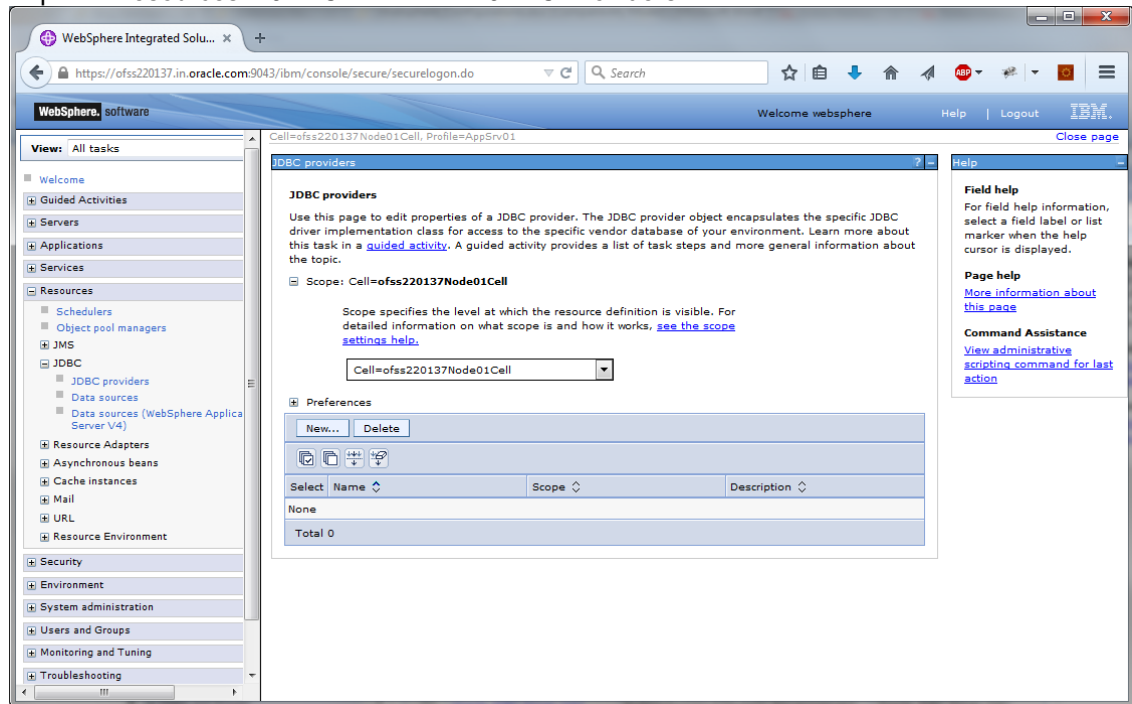 WebSphere Integrated Solu... × +
https://ofss220137.in.oracle.com:9043/ibm/console/secure/securelogon.do
Search
ABP
WebSphere. software
Welcome websphere
Help | Logout
IBM.
View: All tasks
Welcome
Guided Activities
Servers
Applications
Services
Resources
Schedulers
Object pool managers
JMS
JDBC
JDBC providers
Data sources
Data sources (WebSphere Applica
Server V4)
Resource Adapters
Asynchronous beans
Cache instances
Mail
URL
Resource Environment
Security
Environment
System administration
Users and Groups
Monitoring and Tuning
Troubleshooting
Cell=ofss220137Node01Cell, Profile=AppSrv01
Close page
JDBC providers
? –
JDBC providers
Use this page to edit properties of a JDBC provider. The JDBC provider object encapsulates the specific JDBC
driver implementation class for access to the specific vendor database of your environment. Learn more about
this task in a guided activity. A guided activity provides a list of task steps and more general information about
the topic.
Scope: Cell=ofss220137Node01Cell
Scope specifies the level at which the resource definition is visible. For
detailed information on what scope is and how it works, see the scope
settings help.
Cell=ofss220137Node01Cell
Preferences
New... Delete
Select Name Scope Description
None
Total 0
Help
Field help
For field help information,
select a field label or list
marker when the help
cursor is displayed.
Page help
More information about
this page
Command Assistance
View administrative
scripting command for last
action